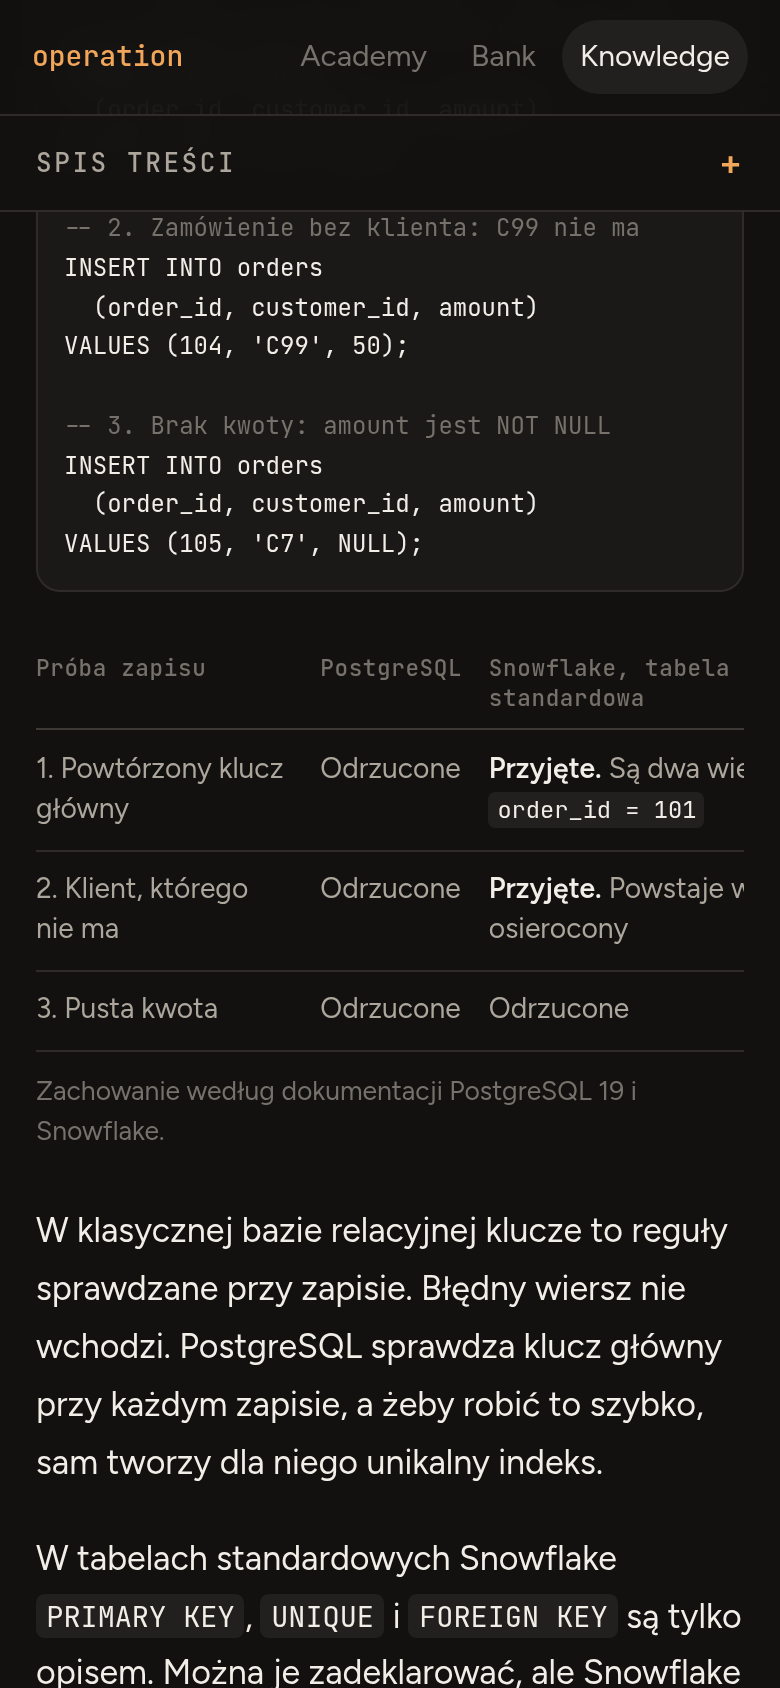 operation Academy Bank Knowledge
(order_id, customer_id, amount)
SPIS TREŚCI +
-- 2. Zamówienie bez klienta: C99 nie ma
INSERT INTO orders
(order_id, customer_id, amount)
VALUES (104, 'C99', 50);
-- 3. Brak kwoty: amount jest NOT NULL
INSERT INTO orders
(order_id, customer_id, amount)
VALUES (105, 'C7', NULL);
Próba zapisu PostgreSQL Snowflake, tabela
standardowa
1. Powtórzony klucz Odrzucone Przyjęte. Są dwa
główny order_id = 101
2. Klient, którego Odrzucone Przyjęte. Powstaje
nie ma osierocony
3. Pusta kwota Odrzucone Odrzucone
Zachowanie według dokumentacji PostgreSQL 19 i
Snowflake.
W klasycznej bazie relacyjnej klucze to reguły
sprawdzane przy zapisie. Błędny wiersz nie
wchodzi. PostgreSQL sprawdza klucz główny
przy każdym zapisie, a żeby robić to szybko,
sam tworzy dla niego unikalny indeks.
W tabelach standardowych Snowflake
PRIMARY KEY, UNIQUE i FOREIGN KEY są tylko
opisem. Można je zadeklarować, ale Snowflake